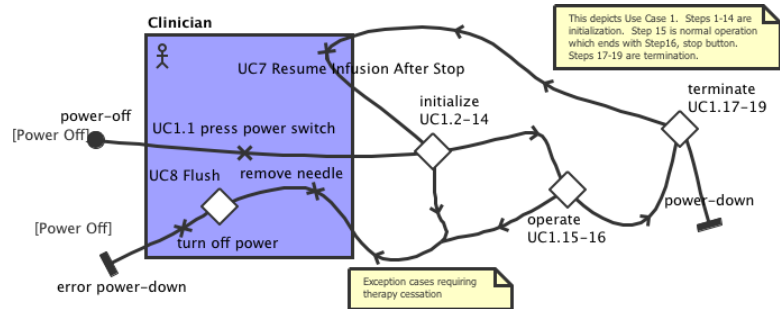 Clinician
This depicts Use Case 1. Steps 1-14 are
initialization. Step 15 is normal operation
which ends with Step16, stop button.
Steps 17-19 are termination.
UC7 Resume Infusion After Stop
terminate
UC1.17-19
initialize
UC1.2-14
power-off
[Power Off]
UC1.1 press power switch
UC8 Flush
remove needle
power-down
operate
UC1.15-16
[Power Off]
turn off power
error power-down
Exception cases requiring
therapy cessation